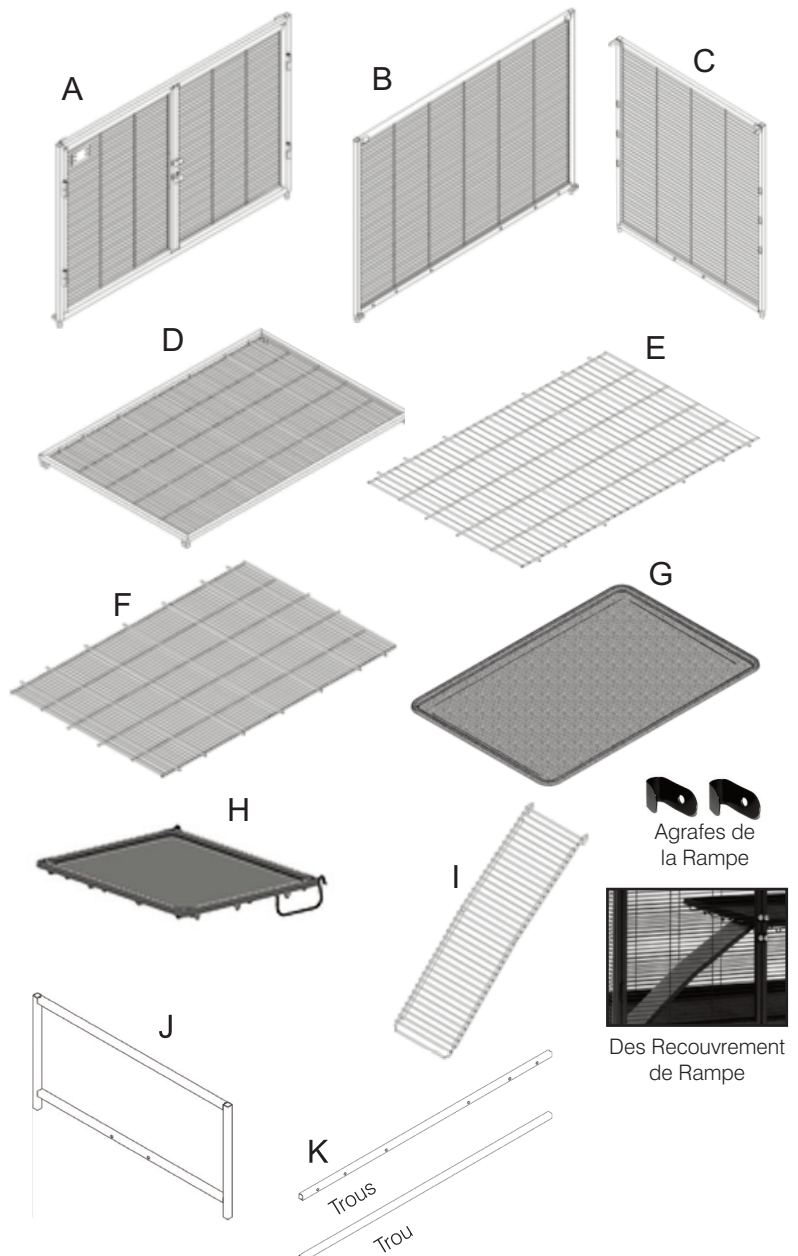 A
B
C
D
E
F
G
H
Agrafes de
la Rampe
I
Des Recouvrement
de Rampe
J
K
Trous
Trou